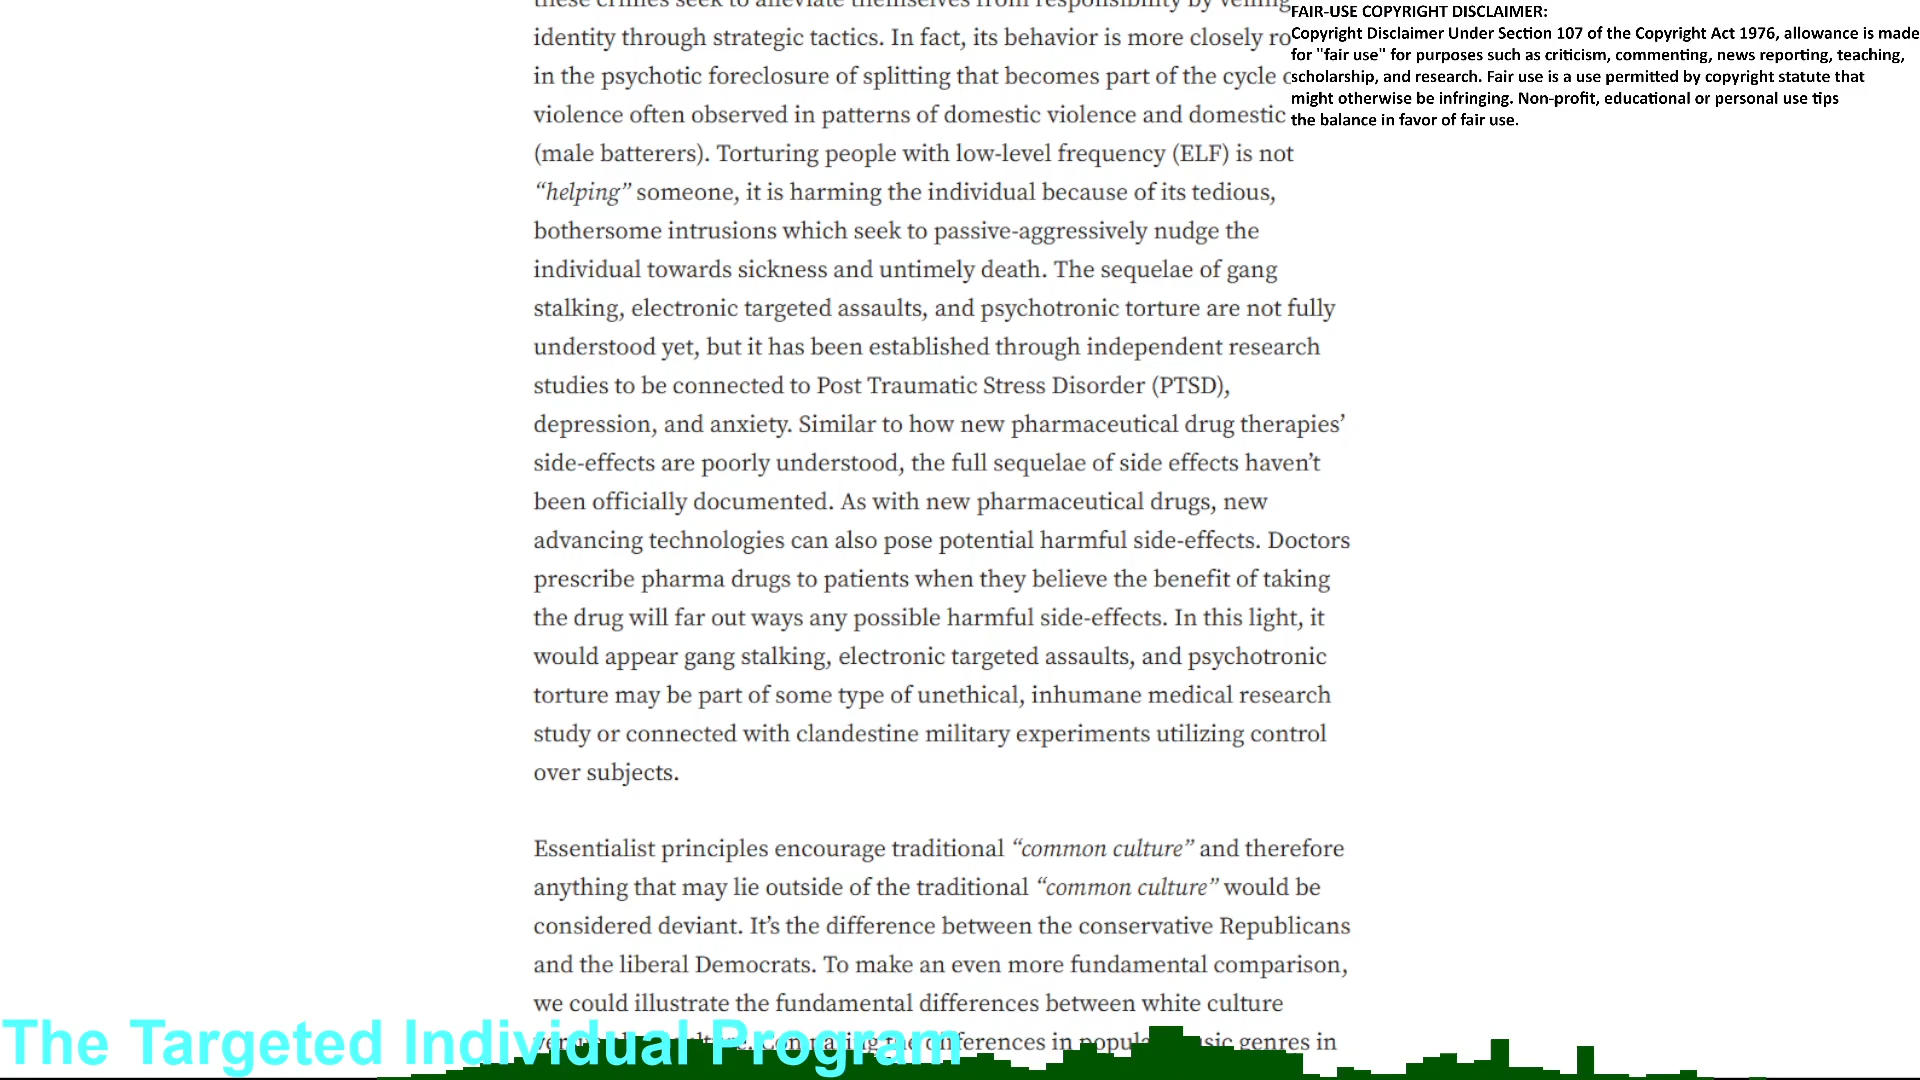 these crimes seek to alleviate themselves from responsibility by veiling
identity through strategic tactics. In fact, its behavior is more closely ro
in the psychotic foreclosure of splitting that becomes part of the cycle
violence often observed in patterns of domestic violence and domestic
(male batterers). Torturing people with low-level frequency (ELF) is not
“helping” someone, it is harming the individual because of its tedious,
bothersome intrusions which seek to passive-aggressively nudge the
individual towards sickness and untimely death. The sequelae of gang
stalking, electronic targeted assaults, and psychotronic torture are not fully
understood yet, but it has been established through independent research
studies to be connected to Post Traumatic Stress Disorder (PTSD),
depression, and anxiety. Similar to how new pharmaceutical drug therapies’
side-effects are poorly understood, the full sequelae of side effects haven’t
been officially documented. As with new pharmaceutical drugs, new
advancing technologies can also pose potential harmful side-effects. Doctors
prescribe pharma drugs to patients when they believe the benefit of taking
the drug will far out ways any possible harmful side-effects. In this light, it
would appear gang stalking, electronic targeted assaults, and psychotronic
torture may be part of some type of unethical, inhumane medical research
study or connected with clandestine military experiments utilizing control
over subjects.
Essentialist principles encourage traditional “common culture” and therefore
anything that may lie outside of the traditional “common culture” would be
considered deviant. It’s the difference between the conservative Republicans
and the liberal Democrats. To make an even more fundamental comparison,
we could illustrate the fundamental differences between white culture
the differences in genres in
FAIR-USE COPYRIGHT DISCLAIMER:
Copyright Disclaimer Under Section 107 of the Copyright Act 1976, allowance is made
for "fair use" for purposes such as criticism, commenting, news reporting, teaching,
scholarship, and research. Fair use is a use permitted by copyright statute that
might otherwise be infringing. Non-profit, educational or personal use tips
the balance in favor of fair use.
The Targeted Individual Program